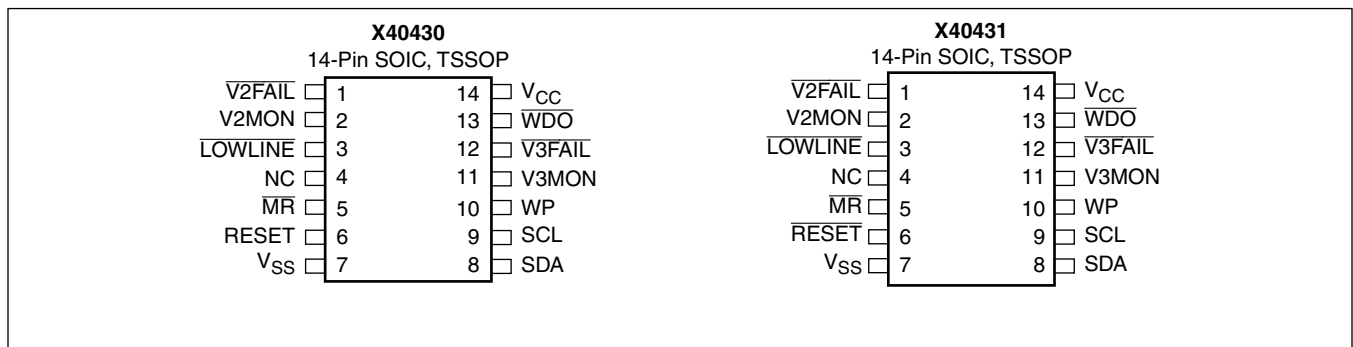 X40430
14-Pin SOIC, TSSOP
V2FAIL 1 14 VCC
V2MON 2 13 WDO
LOWLINE 3 12 V3FAIL
NC 4 11 V3MON
MR 5 10 WP
RESET 6 9 SCL
VSS 7 8 SDA
X40431
14-Pin SOIC, TSSOP
V2FAIL 1 14 VCC
V2MON 2 13 WDO
LOWLINE 3 12 V3FAIL
NC 4 11 V3MON
MR 5 10 WP
RESET 6 9 SCL
VSS 7 8 SDA